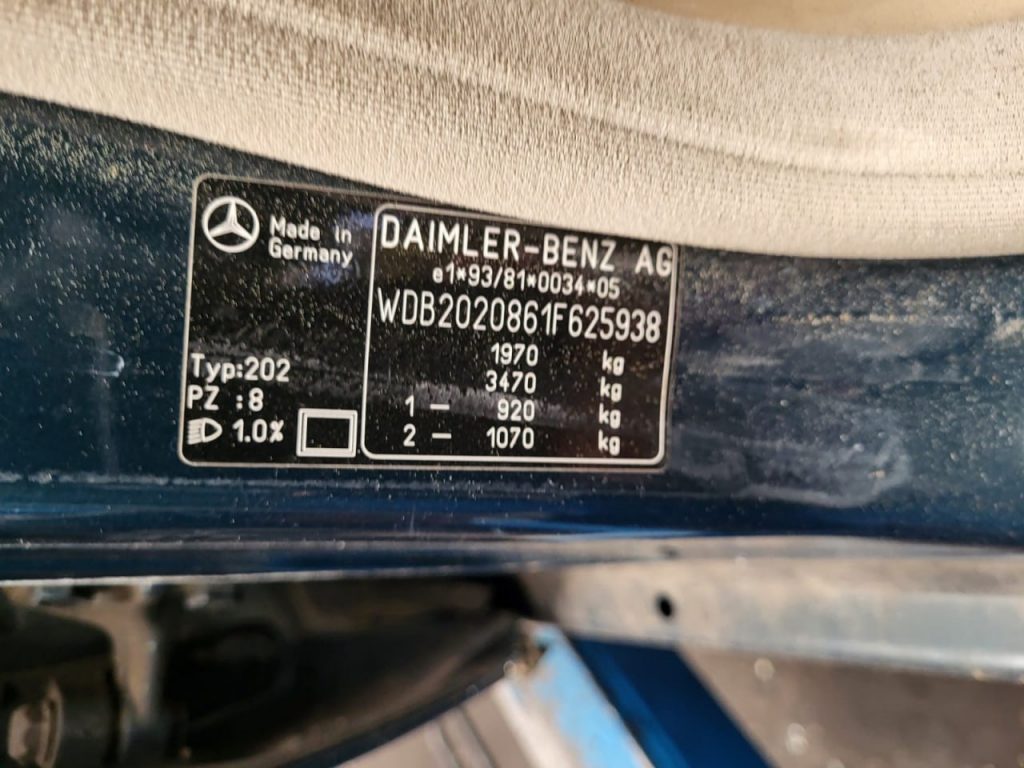 Made in
Germany
DAIMLER-BENZ AG
e1*93/81*0034*05
WDB2020861F625938
1970 kg
3470 kg
1 – 920 kg
2 – 1070 kg
Typ:202
PZ :8
1.0%